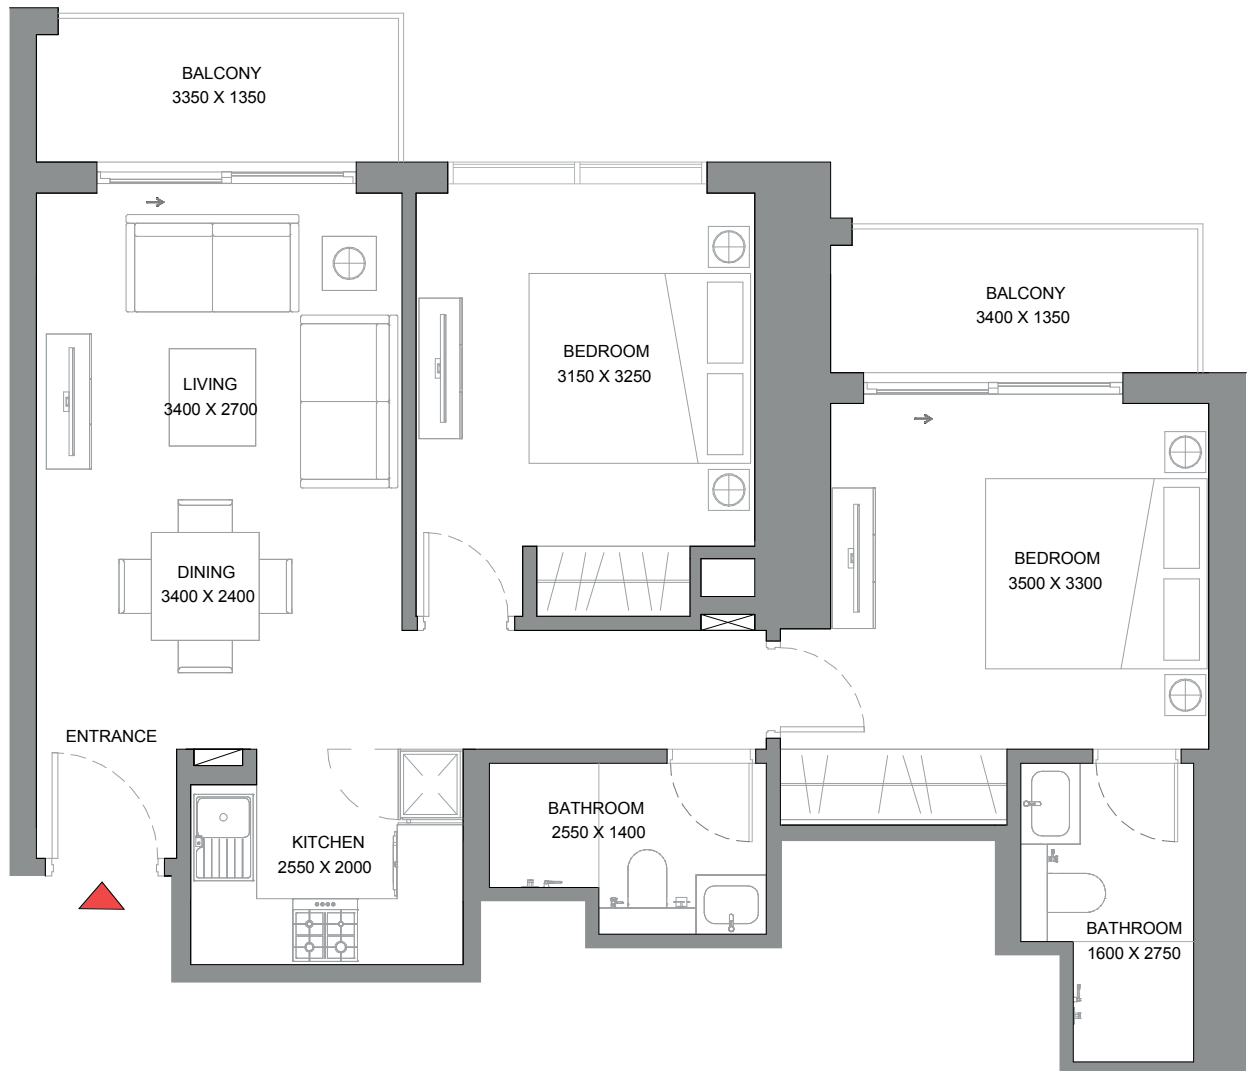 BALCONY
3350 X 1350
BALCONY
3400 X 1350
BEDROOM
3150 X 3250
LIVING
3400 X 2700
DINING
3400 X 2400
BEDROOM
3500 X 3300
ENTRANCE
KITCHEN
2550 X 2000
BATHROOM
2550 X 1400
BATHROOM
1600 X 2750